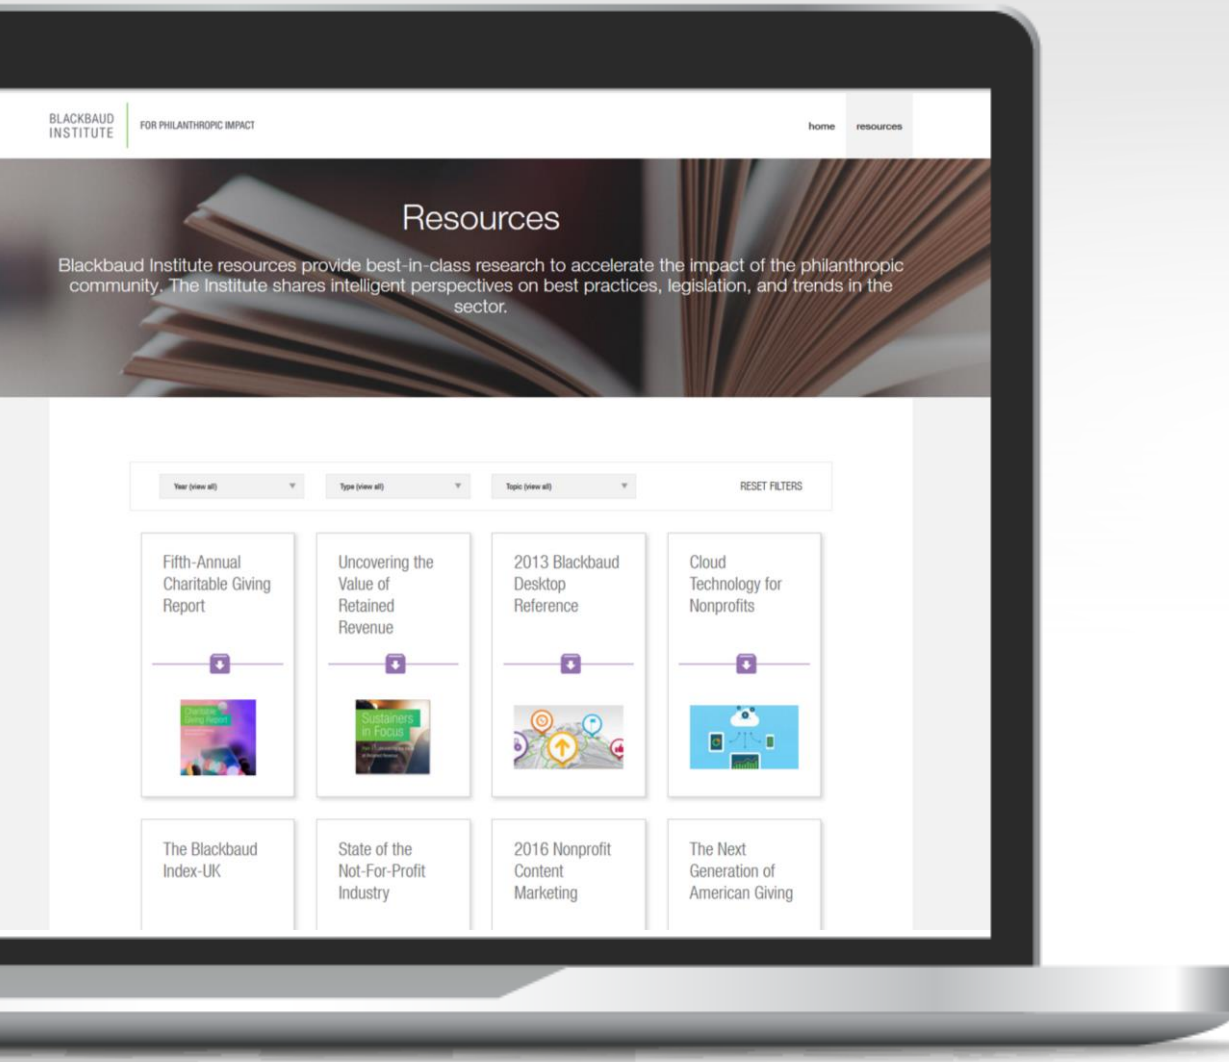 BLACKBAUD
INSTITUTE
FOR PHILANTHROPIC IMPACT
home
resources
Resources
Blackbaud Institute resources provide best-in-class research to accelerate the impact of the philanthropic
community. The Institute shares intelligent perspectives on best practices, legislation, and trends in the
sector.
Year (view all)
Type (view all)
Topic (view all)
RESET FILTERS
Fifth-Annual
Charitable Giving
Report
Uncovering the
Value of
Retained
Revenue
2013 Blackbaud
Desktop
Reference
Cloud
Technology for
Nonprofits
Charitable
Giving Report
Sustainers
in Focus
The Blackbaud
Index-UK
State of the
Not-For-Profit
Industry
2016 Nonprofit
Content
Marketing
The Next
Generation of
American Giving